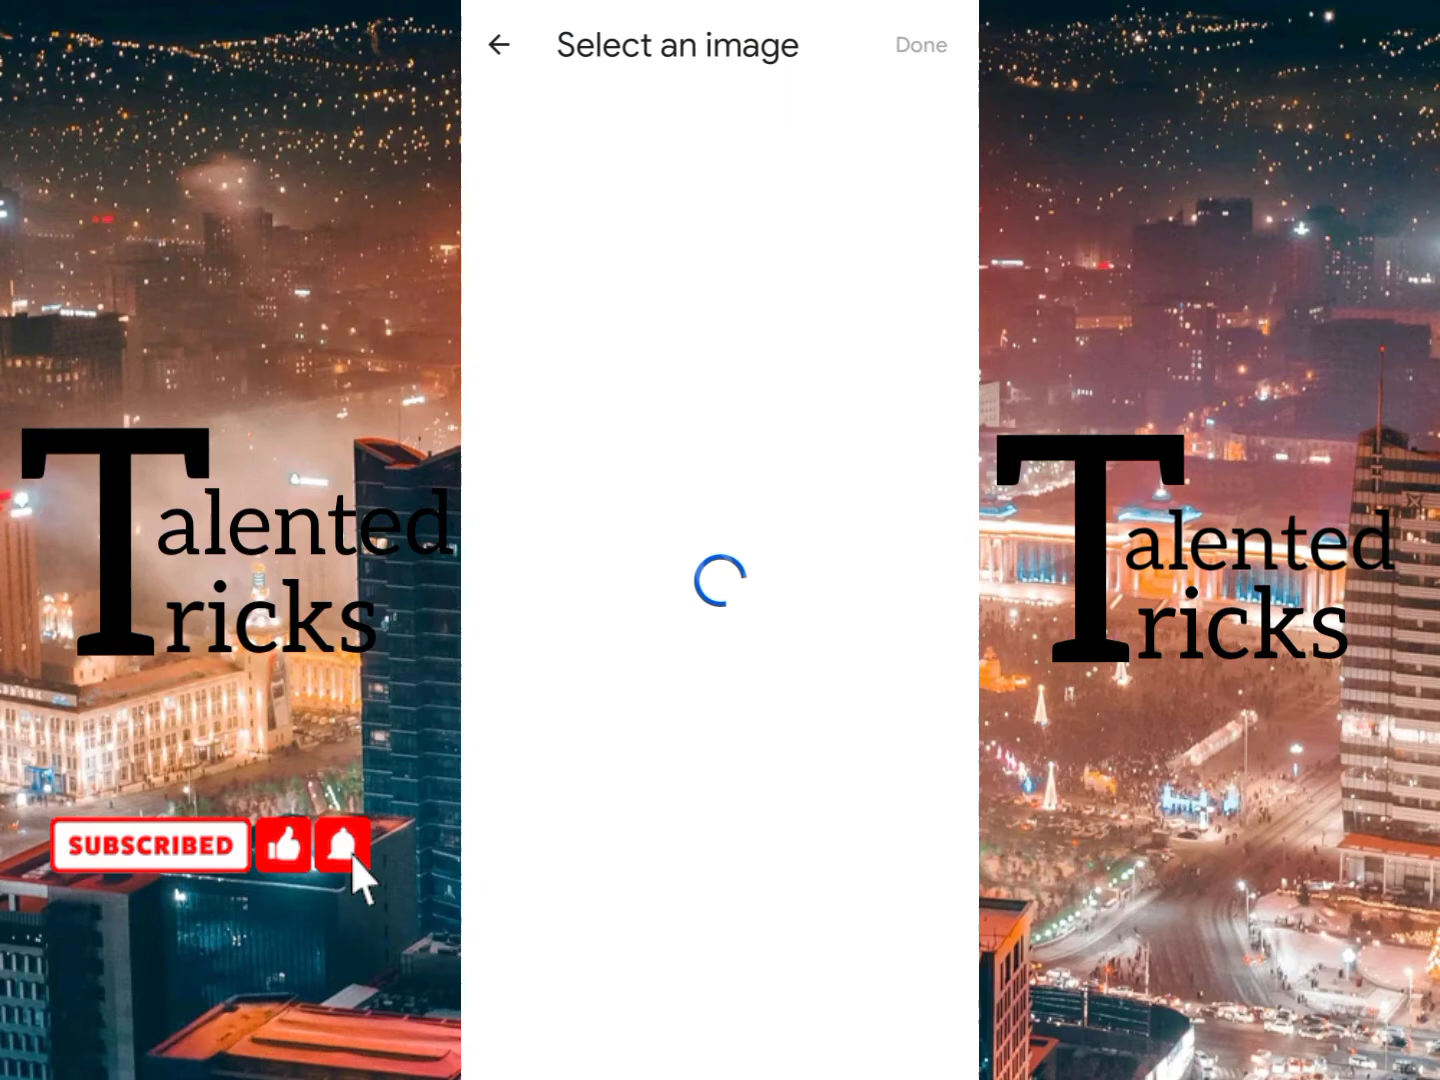 Select an image
Done
Talented
Tricks
SUBSCRIBED
Talented
Tricks